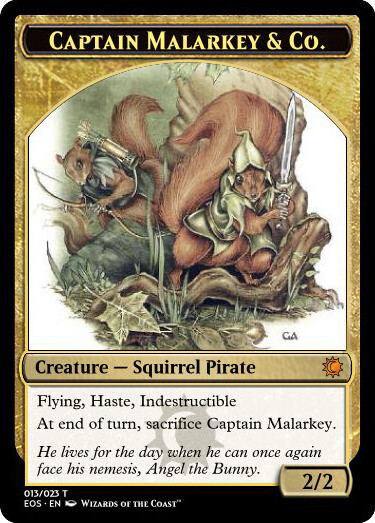 CAPTAIN MALARKEY & CO.
GA
Creature — Squirrel Pirate
Flying, Haste, Indestructible
At end of turn, sacrifice Captain Malarkey.
He lives for the day when he can once again
face his nemesis, Angel the Bunny.
2/2
013/023 T
EOS · EN WIZARDS OF THE COAST™